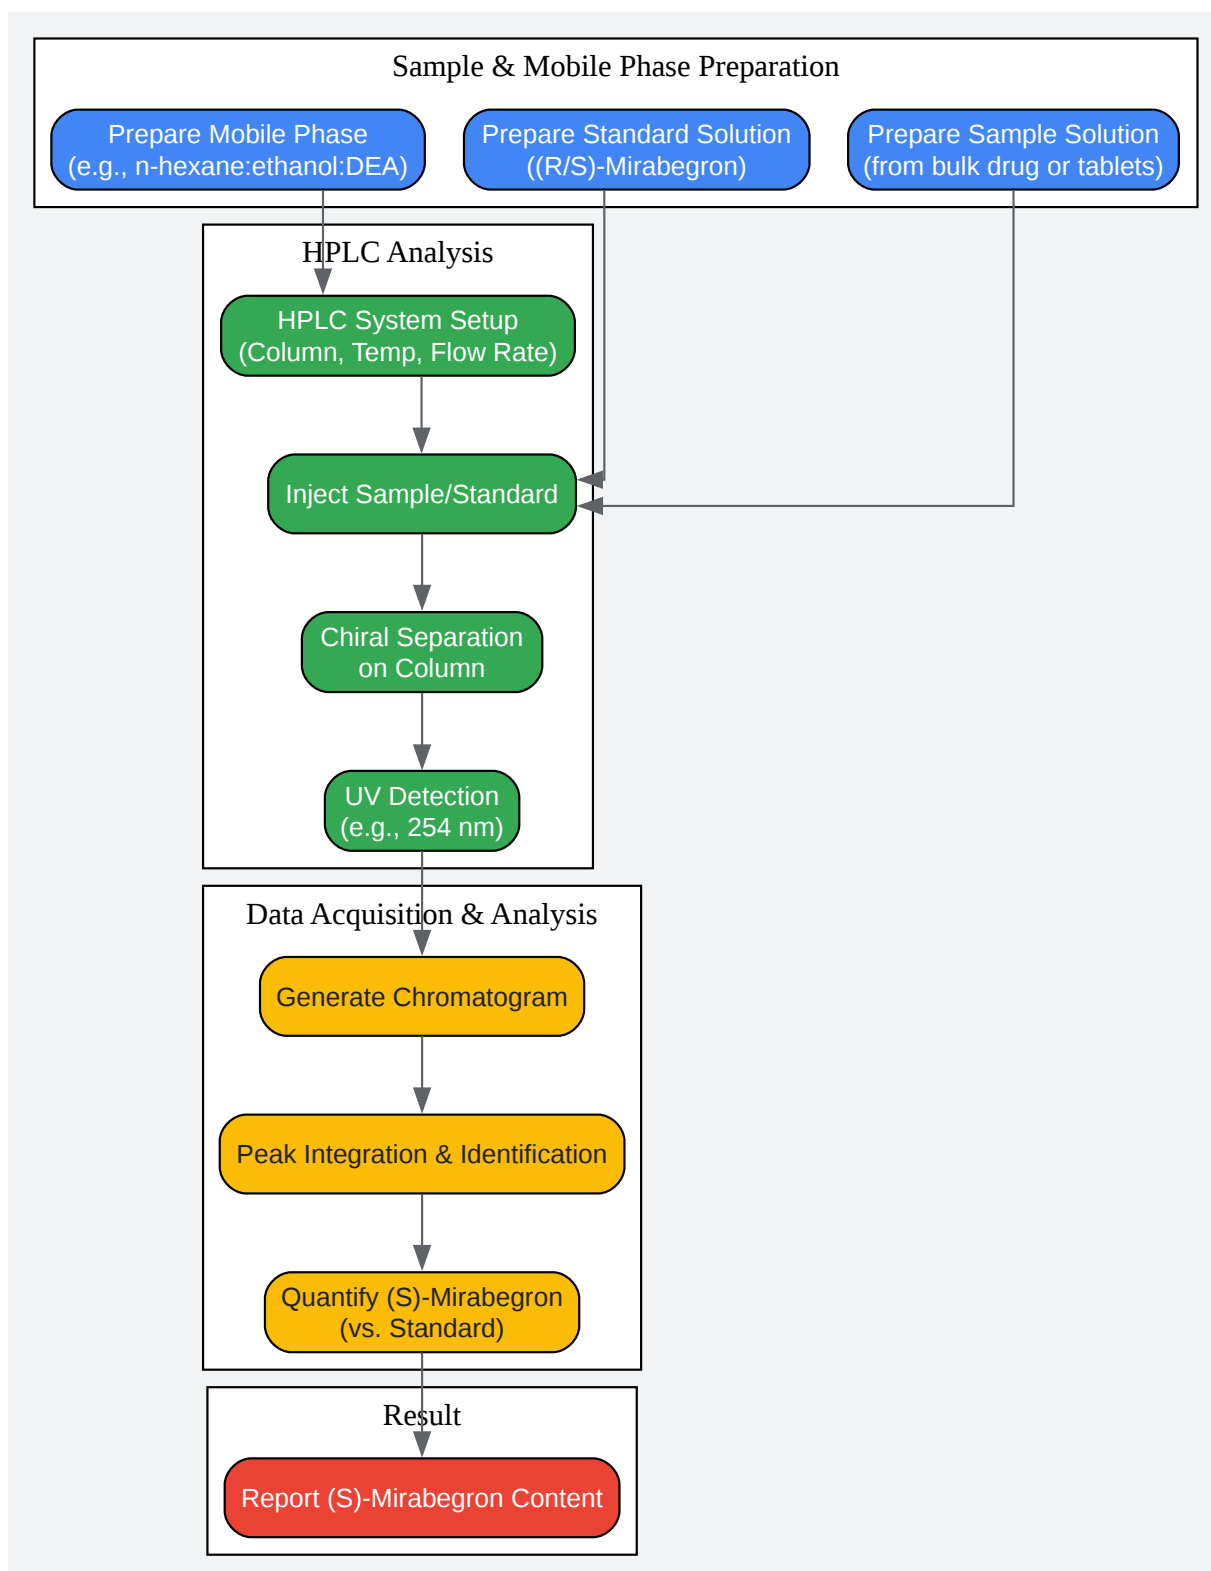 Sample & Mobile Phase Preparation
Prepare Mobile Phase
(e.g., n-hexane:ethanol:DEA)
Prepare Standard Solution
((R/S)-Mirabegron)
Prepare Sample Solution
(from bulk drug or tablets)
HPLC Analysis
HPLC System Setup
(Column, Temp, Flow Rate)
Inject Sample/Standard
Chiral Separation
on Column
UV Detection
(e.g., 254 nm)
Data Acquisition & Analysis
Generate Chromatogram
Peak Integration & Identification
Quantify (S)-Mirabegron
(vs. Standard)
Result
Report (S)-Mirabegron Content